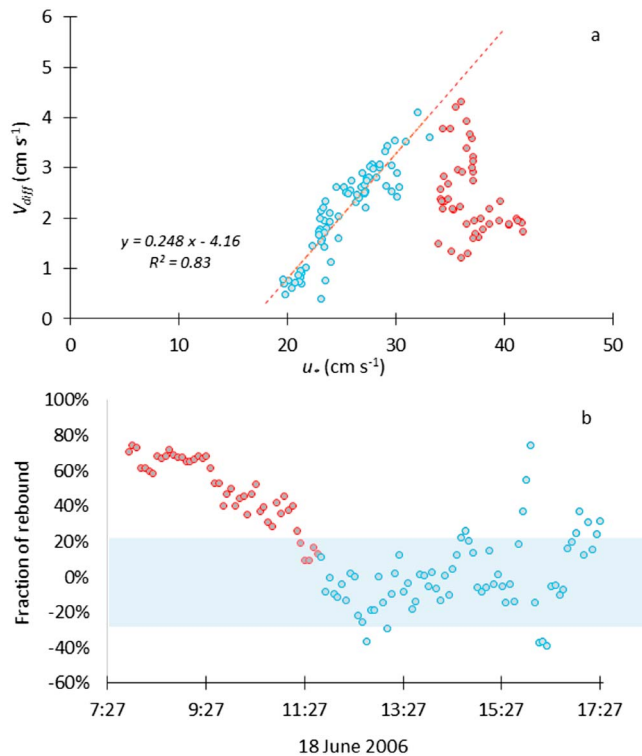 a
6
5
4
3
2
1
0
V_diff (cm s⁻¹)
y = 0.248 x - 4.16
R² = 0.83
0 10 20 30 40 50
u* (cm s⁻¹)
b
100%
80%
60%
40%
20%
0%
-20%
-40%
-60%
Fraction of rebound
7:27 9:27 11:27 13:27 15:27 17:27
18 June 2006